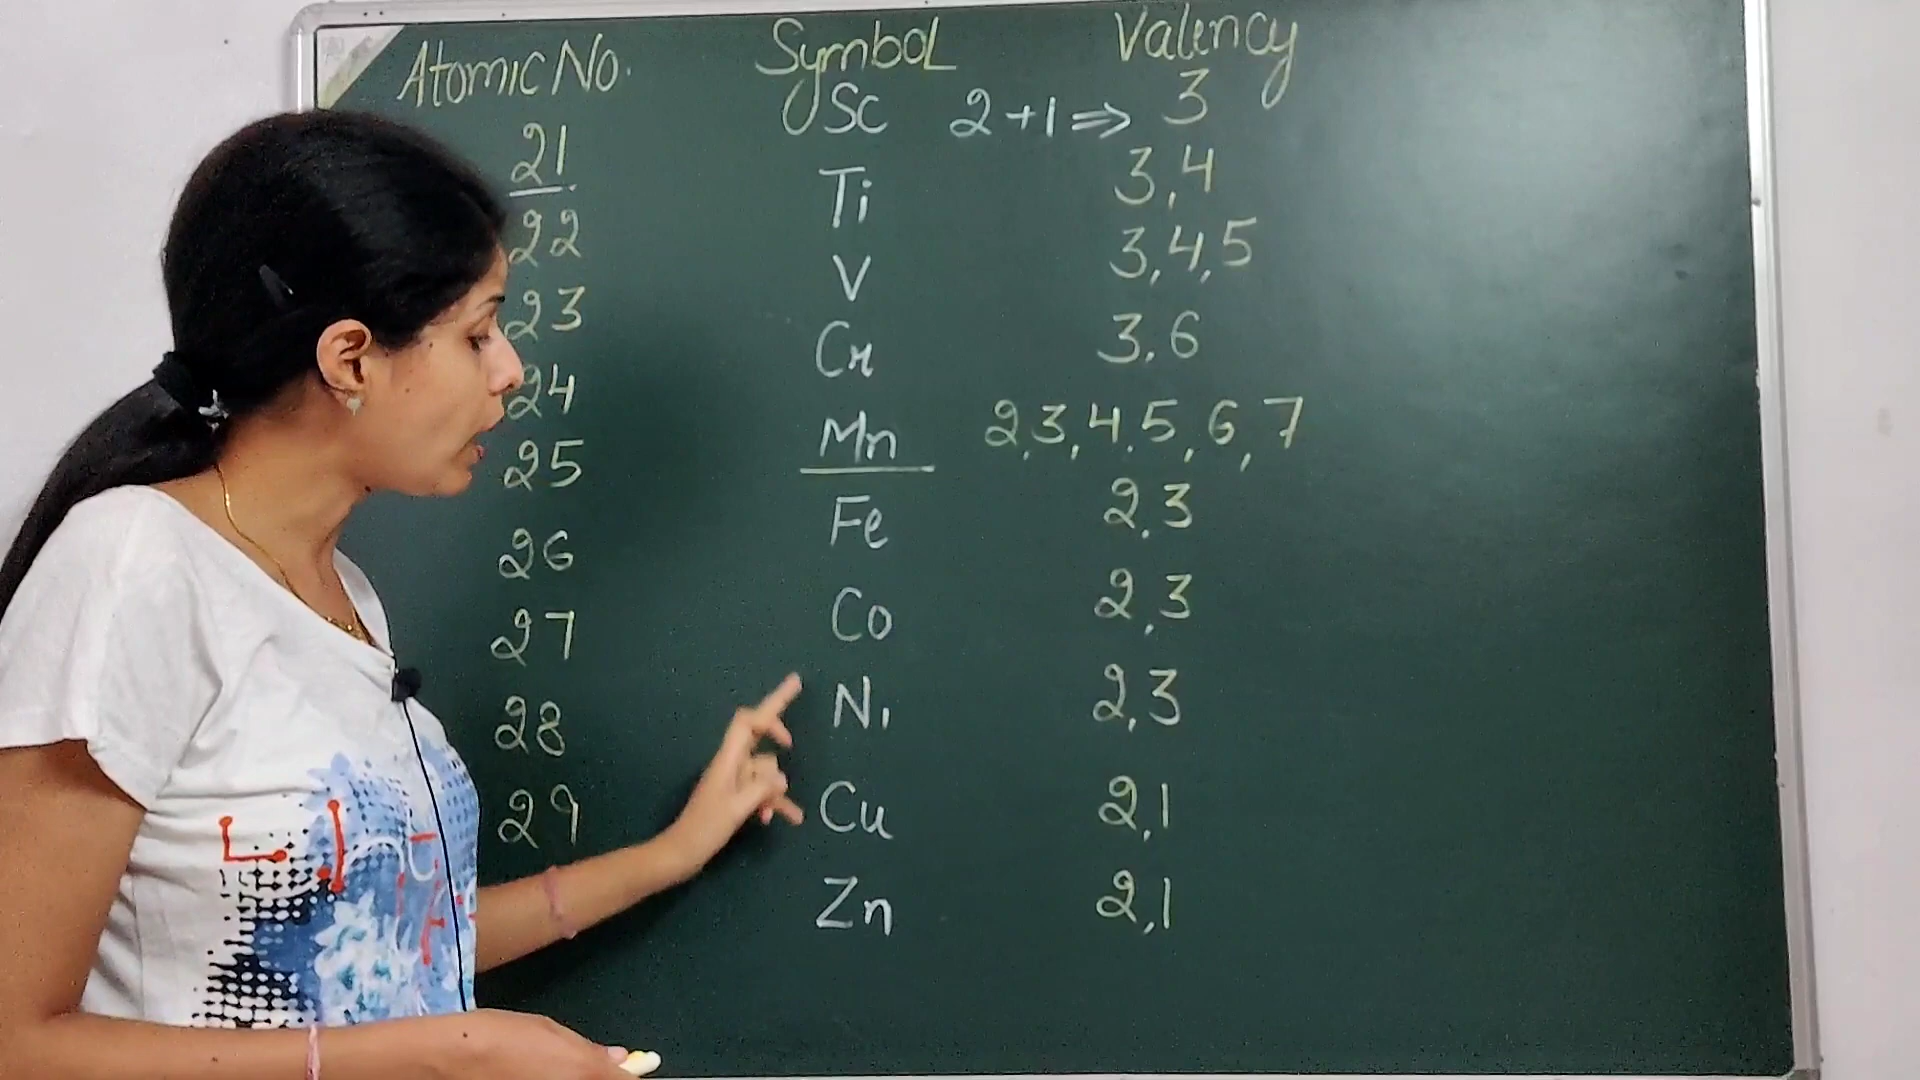 Atomic No. Symbol Valency
21 Sc 2+1⇒ 3
22 Ti 3,4
23 V 3,4,5
24 Cr 3,6
25 Mn 2,3,4,5,6,7
26 Fe 2,3
27 Co 2,3
28 Ni 2,3
29 Cu 2,1
Zn 2,1